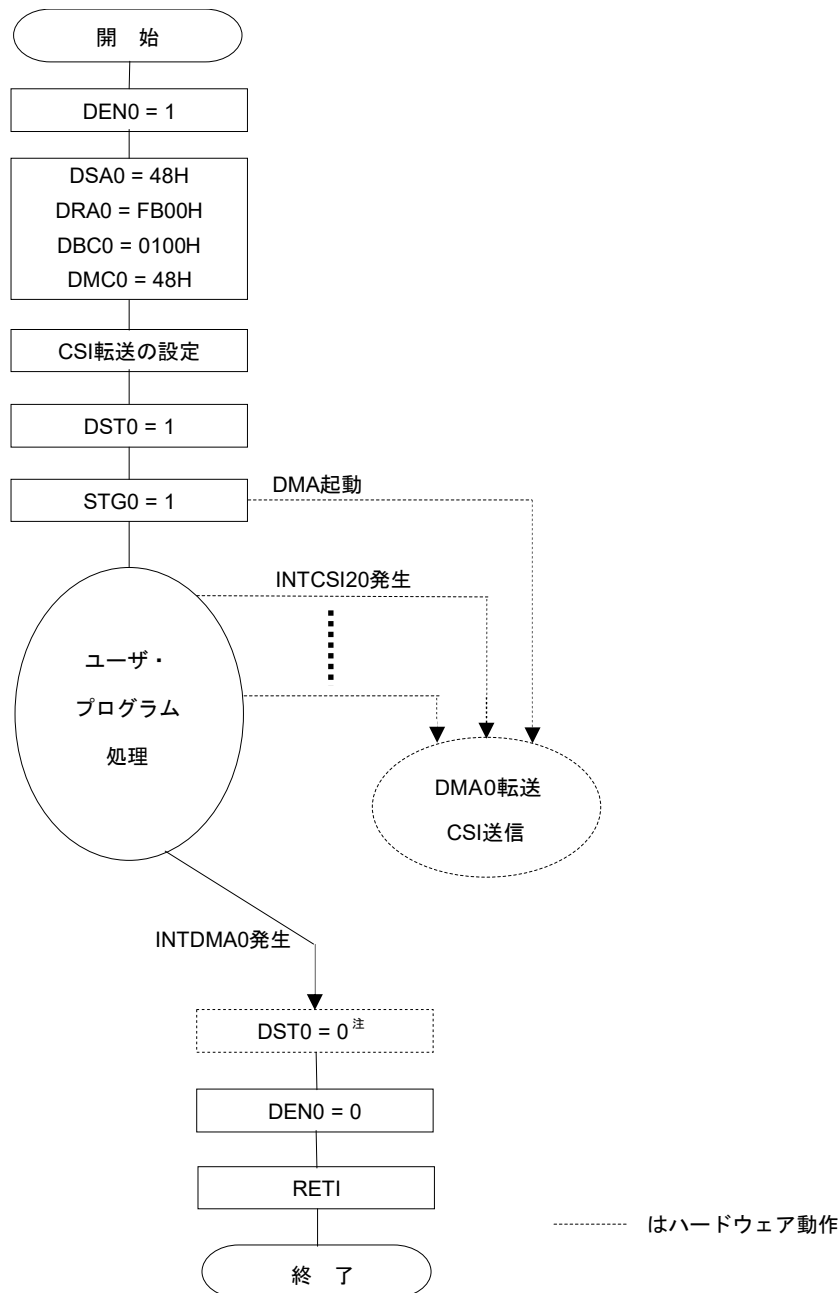 開 始
DEN0 = 1
DSA0 = 48H
DRA0 = FB00H
DBC0 = 0100H
DMC0 = 48H
CSI転送の設定
DST0 = 1
STG0 = 1
DMA起動
INTCSI20発生
ユーザ・
プログラム
処理
DMA0転送
CSI送信
INTDMA0発生
DST0 = 0注
DEN0 = 0
RETI
はハードウェア動作
終 了